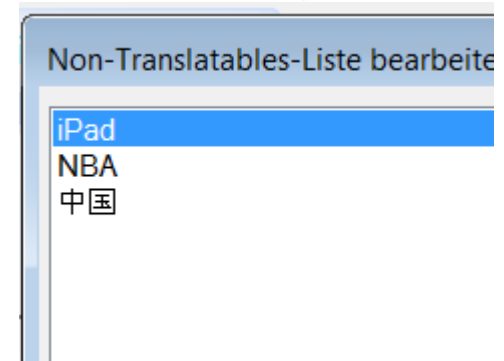 Non-Translatables-Liste bearbeite
iPad
NBA
中国